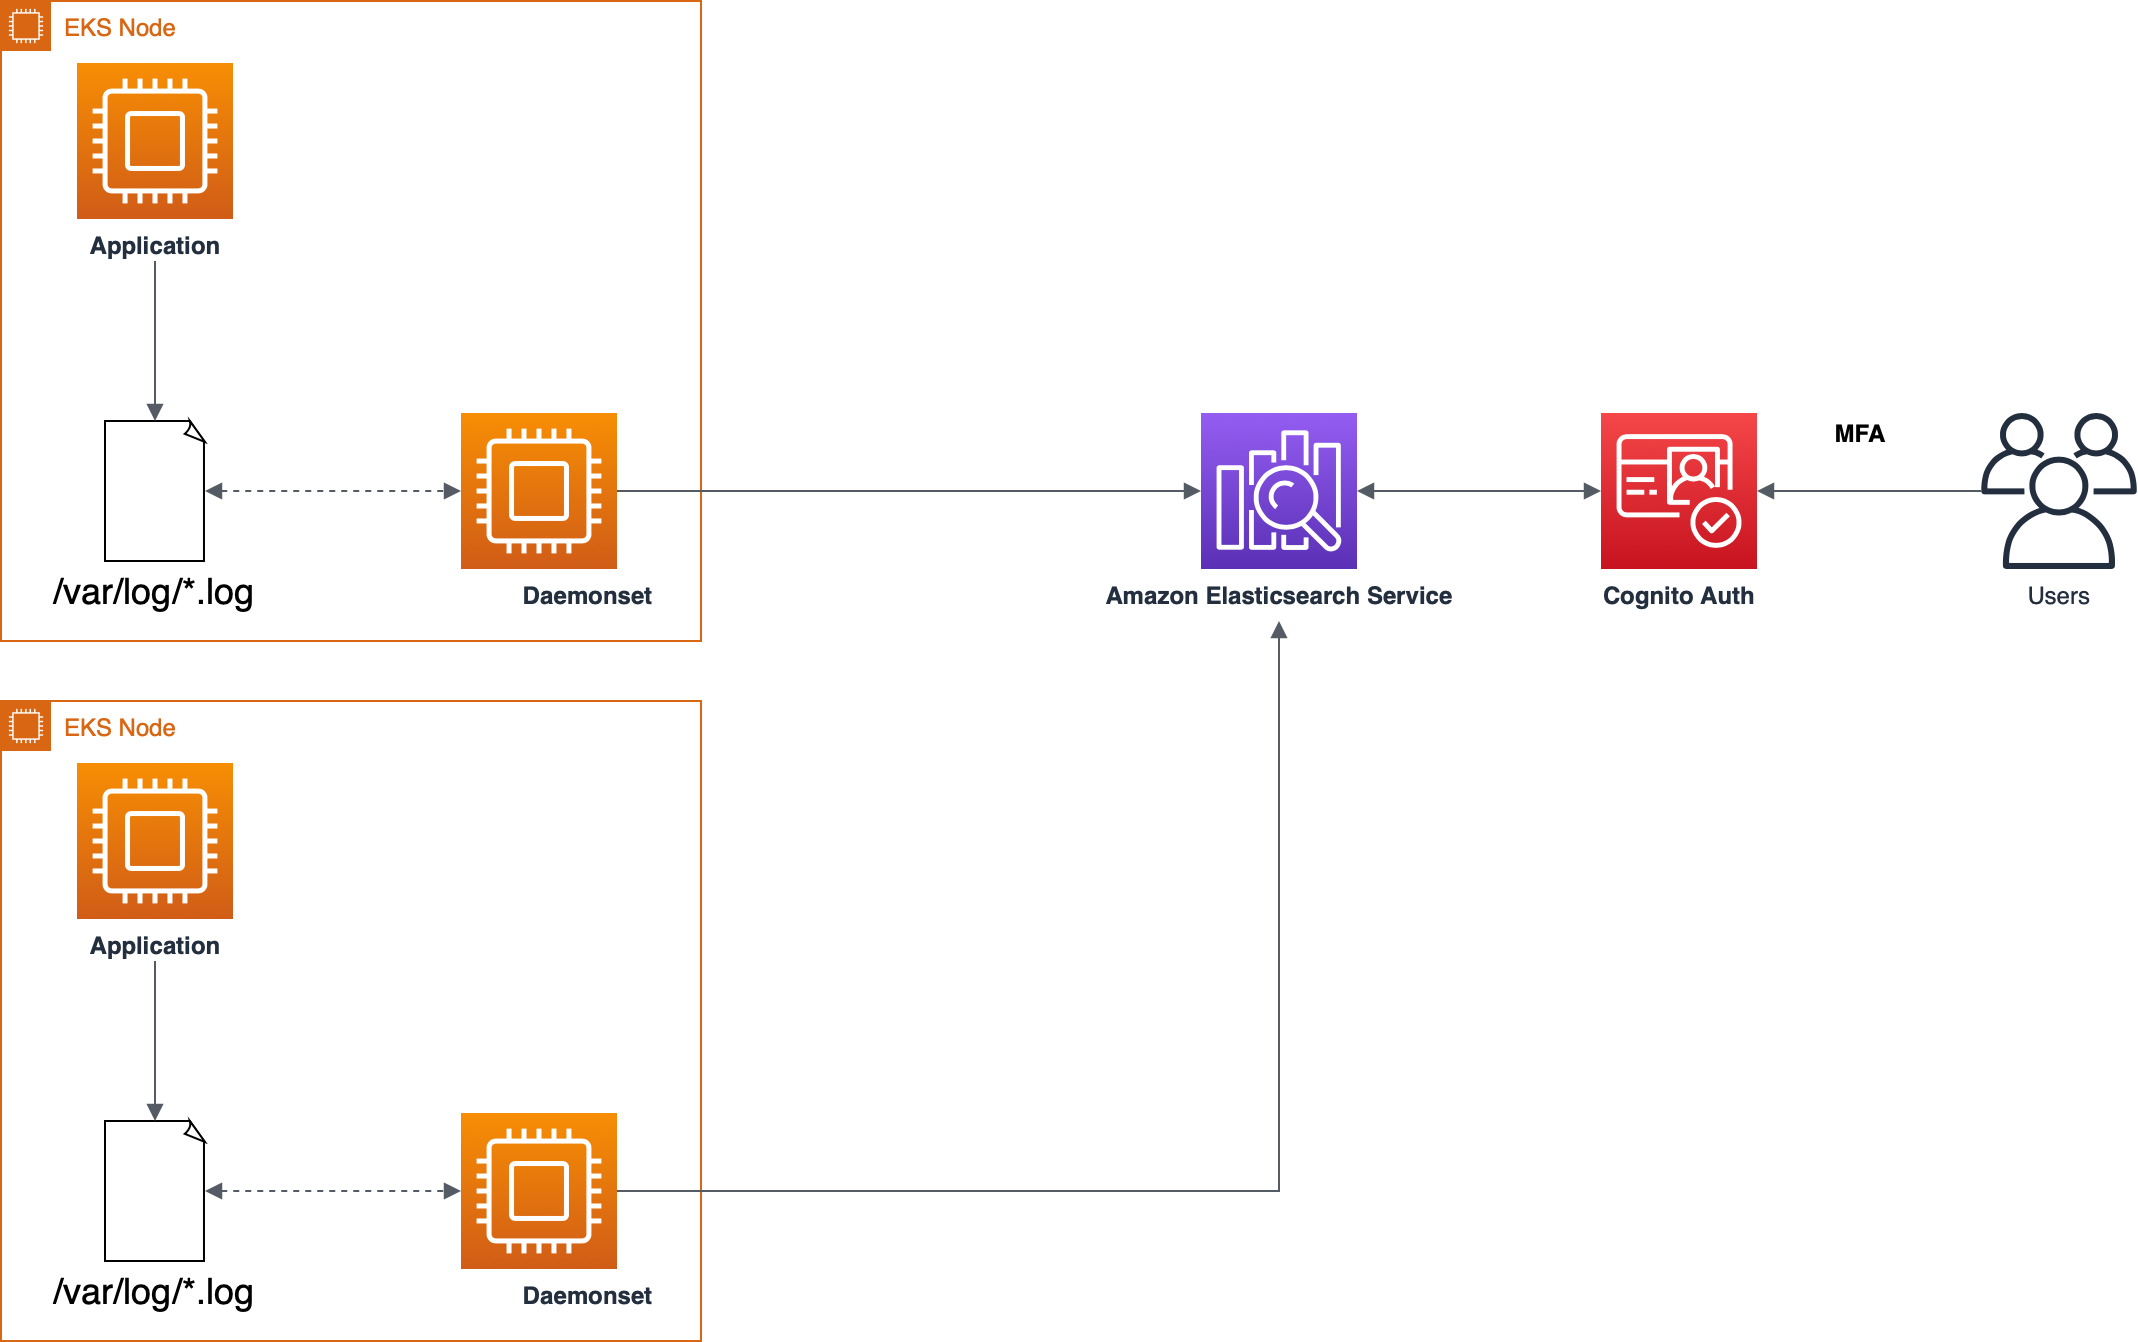 EKS Node
Application
/var/log/*.log
Daemonset
Amazon Elasticsearch Service
Cognito Auth
MFA
Users
EKS Node
Application
/var/log/*.log
Daemonset